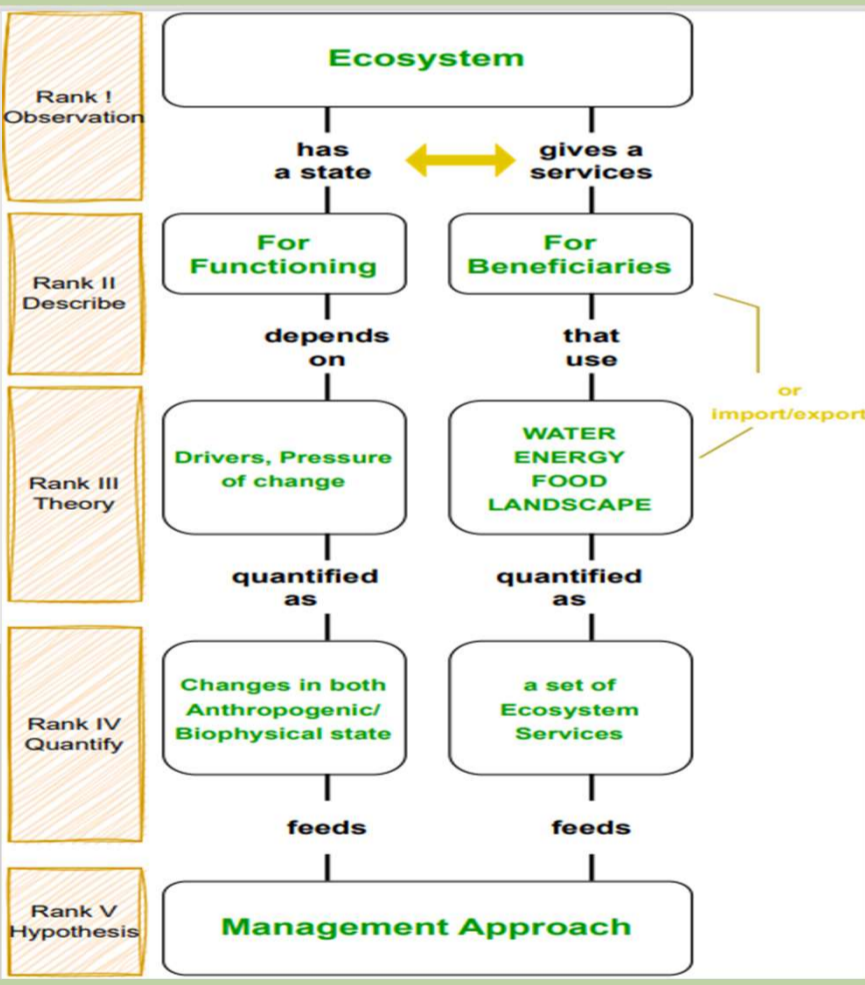 Rank !
Observation
Ecosystem
has
a state
gives a
services
Rank II
Describe
For
Functioning
For
Beneficiaries
depends
on
that
use
or
import/export
Rank III
Theory
Drivers, Pressure
of change
WATER
ENERGY
FOOD
LANDSCAPE
quantified
as
quantified
as
Rank IV
Quantify
Changes in both
Anthropogenic/
Biophysical state
a set of
Ecosystem
Services
feeds
feeds
Rank V
Hypothesis
Management Approach